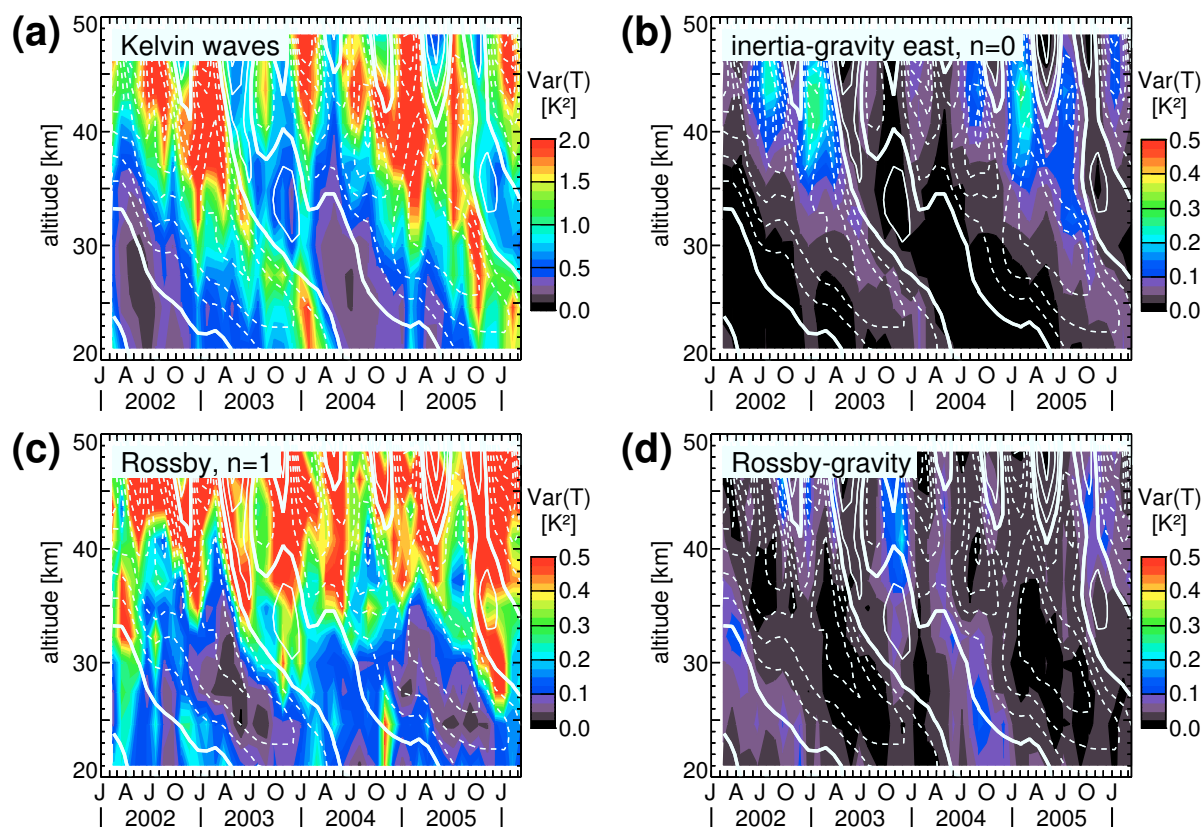 (a)
Kelvin waves
Var(T)
[K²]
altitude [km]
50
40
30
20
2.0
1.5
1.0
0.5
0.0
J A J O J A J O J A J O J A J O J
| 2002 | 2003 | 2004 | 2005 |
(b)
inertia-gravity east, n=0
Var(T)
[K²]
altitude [km]
50
40
30
20
0.5
0.4
0.3
0.2
0.1
0.0
J A J O J A J O J A J O J A J O J
| 2002 | 2003 | 2004 | 2005 |
(c)
Rossby, n=1
Var(T)
[K²]
altitude [km]
50
40
30
20
0.5
0.4
0.3
0.2
0.1
0.0
J A J O J A J O J A J O J A J O J
| 2002 | 2003 | 2004 | 2005 |
(d)
Rossby-gravity
Var(T)
[K²]
altitude [km]
50
40
30
20
0.5
0.4
0.3
0.2
0.1
0.0
J A J O J A J O J A J O J A J O J
| 2002 | 2003 | 2004 | 2005 |